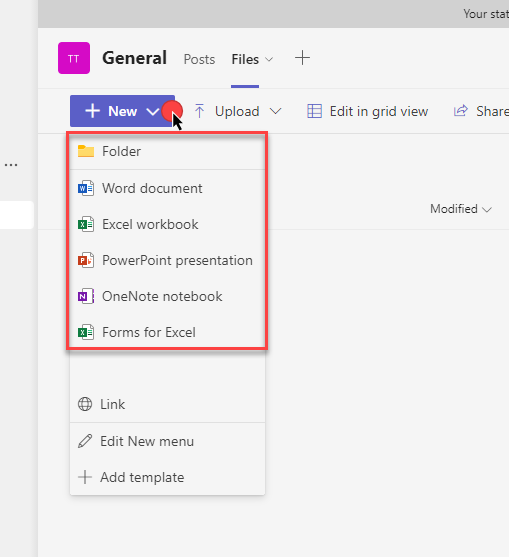 Your stat
TT General Posts Files
New Upload Edit in grid view Share
Folder
Word document
Modified
Excel workbook
PowerPoint presentation
OneNote notebook
Forms for Excel
Link
Edit New menu
Add template